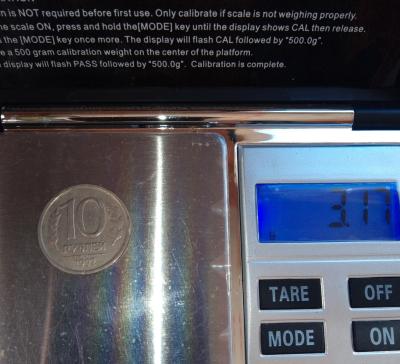 n is NOT required before first use. Only calibrate if scale is not weighing properly.
e scale ON, press and hold the[MODE] key until the display shows CAL then release.
the [MODE] key once more. The display will flash CAL followed by "500.0g".
e a 500 gram calibration weight on the center of the platform.
display will flash PASS followed by "500.0g". Calibration is complete.
10
РУБЛЕЙ
3.17
TARE
OFF
MODE
ON